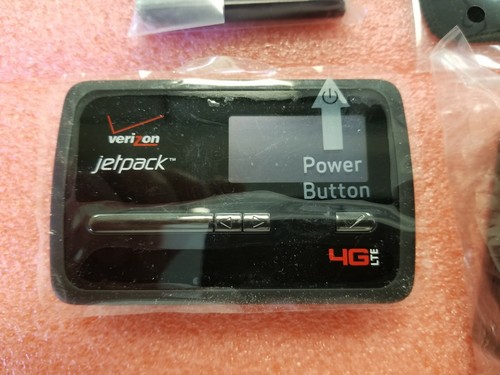 verizon
jetpack™
Power
Button
4G LTE